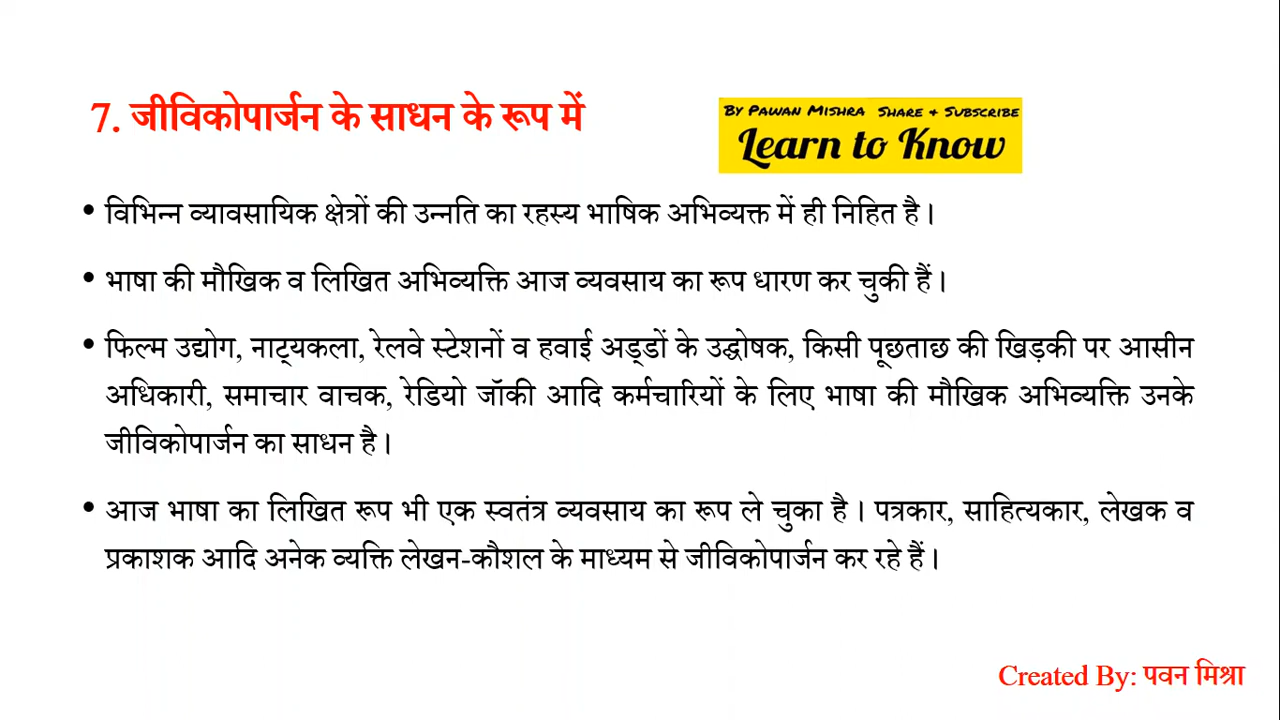 7. जीविकोपार्जन के साधन के रूप में
By Pawan Mishra Share + Subscribe
Learn to Know
• विभिन्न व्यावसायिक क्षेत्रों की उन्नति का रहस्य भाषिक अभिव्यक्त में ही निहित है।
• भाषा की मौखिक व लिखित अभिव्यक्ति आज व्यवसाय का रूप धारण कर चुकी हैं।
• फिल्म उद्योग, नाट्यकला, रेलवे स्टेशनों व हवाई अड्डों के उद्घोषक, किसी पूछताछ की खिड़की पर आसीन
अधिकारी, समाचार वाचक, रेडियो जॉकी आदि कर्मचारियों के लिए भाषा की मौखिक अभिव्यक्ति उनके
जीविकोपार्जन का साधन है।
• आज भाषा का लिखित रूप भी एक स्वतंत्र व्यवसाय का रूप ले चुका है। पत्रकार, साहित्यकार, लेखक व
प्रकाशक आदि अनेक व्यक्ति लेखन-कौशल के माध्यम से जीविकोपार्जन कर रहे हैं।
Created By: पवन मिश्रा